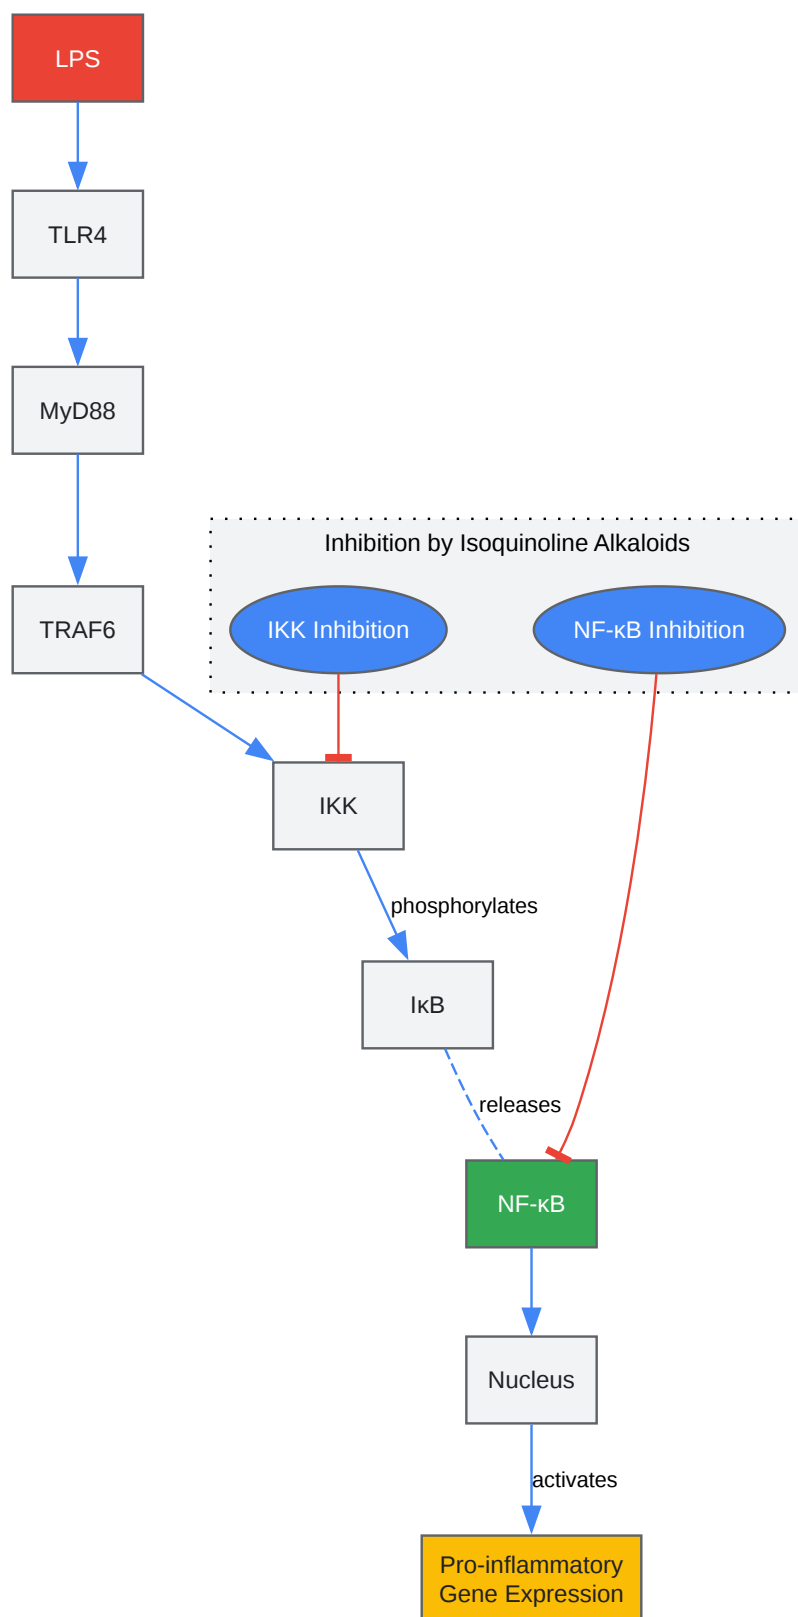 LPS
TLR4
MyD88
Inhibition by Isoquinoline Alkaloids
TRAF6
IKK Inhibition
NF-κB Inhibition
IKK
phosphorylates
IκB
releases
NF-κB
Nucleus
activates
Pro-inflammatory
Gene Expression